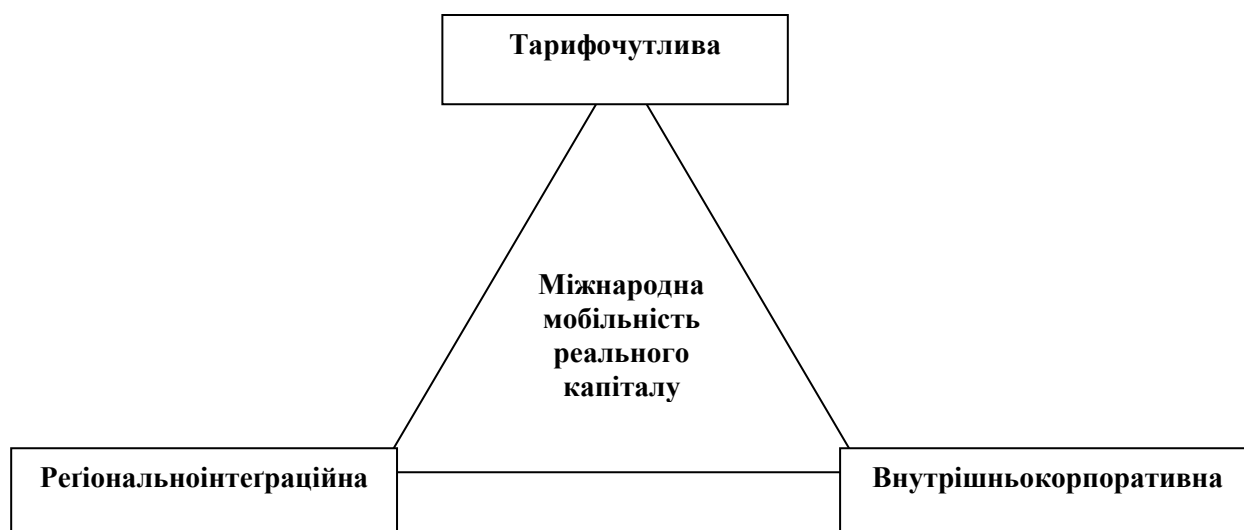 Тарифочутлива
Міжнародна
мобільність
реального
капіталу
Реґіональноінтеґраційна
Внутрішньокорпоративна